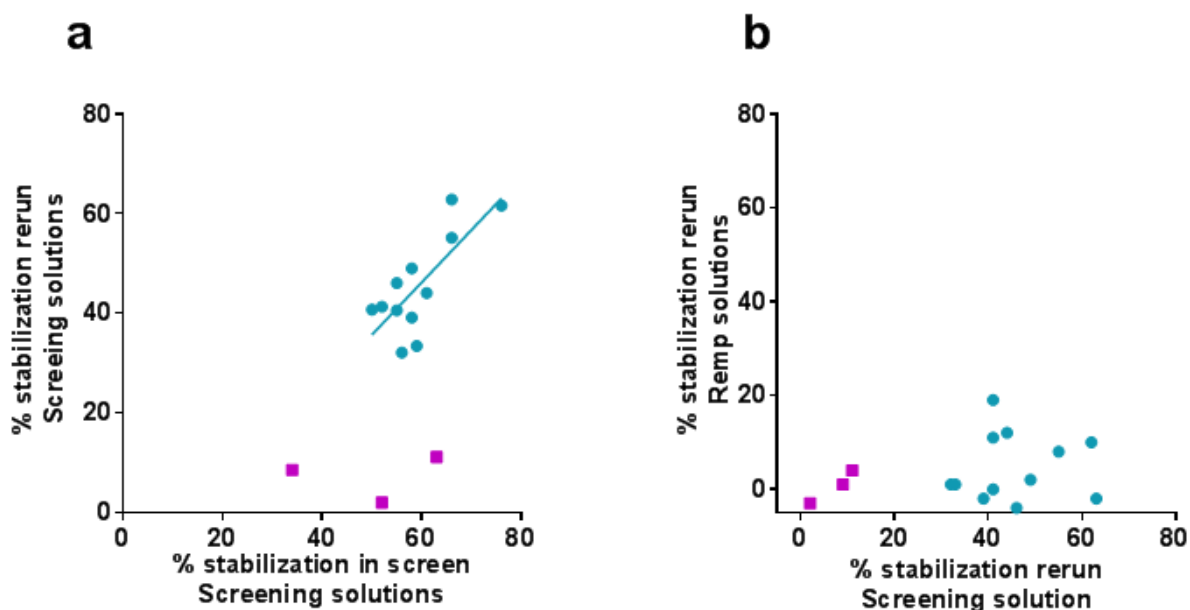 a
80
60
40
20
0
0 20 40 60 80
% stabilization rerun
Screeing solutions
% stabilization in screen
Screening solutions
b
80
60
40
20
0
0 20 40 60 80
% stabilization rerun
Remp solutions
% stabilization rerun
Screening solution